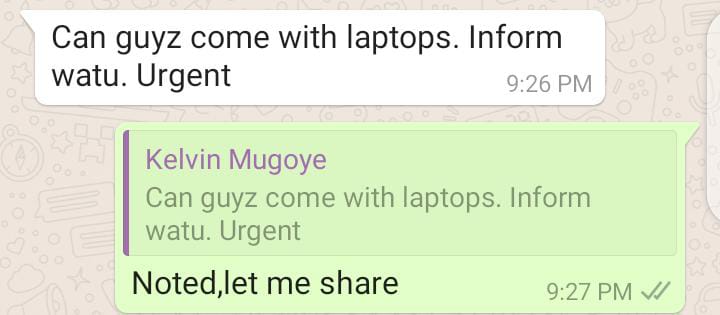 Can guyz come with laptops. Inform
watu. Urgent
9:26 PM
Kelvin Mugoye
Can guyz come with laptops. Inform
watu. Urgent
Noted,let me share
9:27 PM